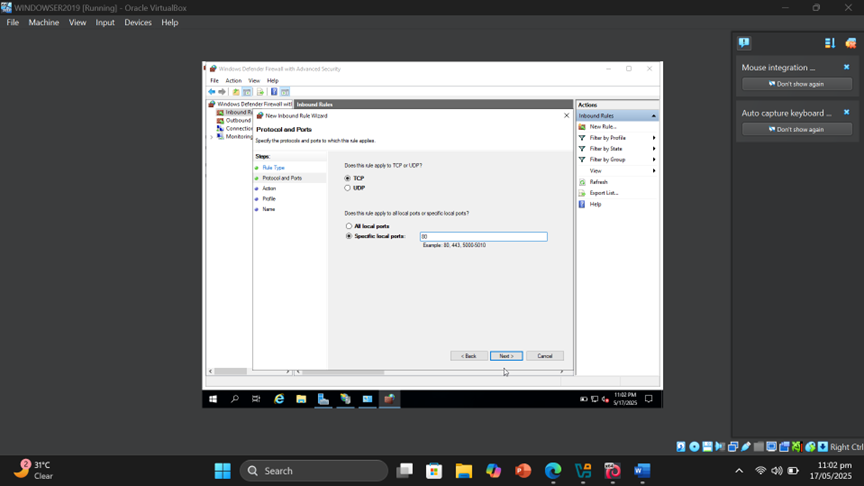 WINDOWSER2019 [Running] - Oracle VirtualBox
File Machine View Input Devices Help
Windows Defender Firewall with Advanced Security
File Action View Help
Windows Defender Firewall with
Inbound Rules
Inbound Ru
Outbound
Connection
Monitoring
New Inbound Rule Wizard
Protocol and Ports
Specify the protocols and ports to which this rule applies.
Steps:
Rule Type
Protocol and Ports
Action
Profile
Name
Does this rule apply to TCP or UDP?
TCP
UDP
Does this rule apply to all local ports or specific local ports?
All local ports
Specific local ports:
80
Example: 80, 443, 5000-5010
< Back
Next >
Cancel
Actions
Inbound Rules
New Rule...
Filter by Profile
Filter by State
Filter by Group
View
Refresh
Export List...
Help
11:02 PM
5/17/2025
Mouse integration ...
Don't show again
Auto capture keyboard ...
Don't show again
Right Ctrl
2
31°C
Clear
Search
11:02 pm
17/05/2025